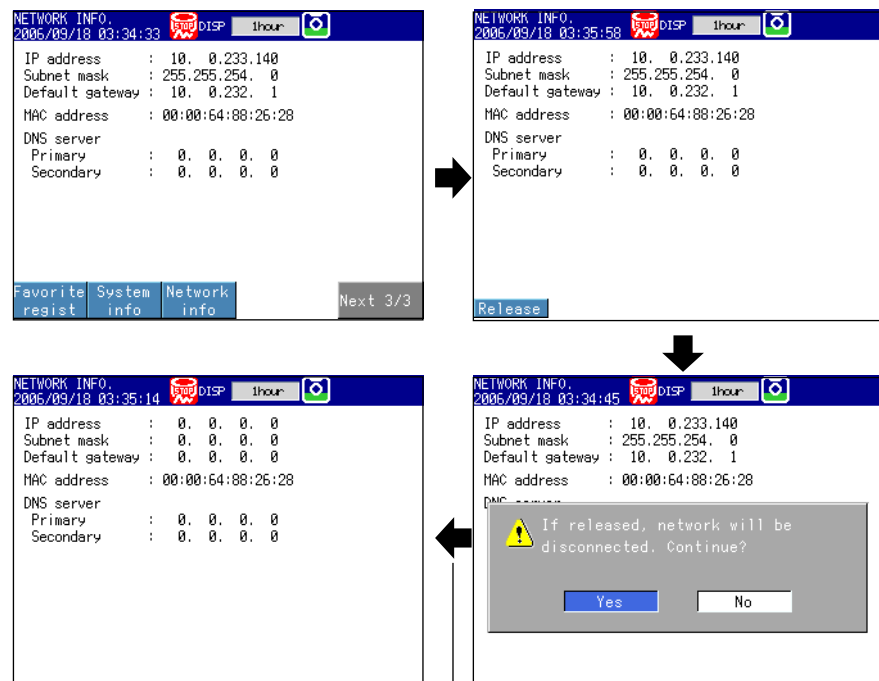 NETWORK INFO.
2006/09/18 03:34:33 STOP DISP 1hour
IP address : 10. 0.233.140
Subnet mask : 255.255.254. 0
Default gateway : 10. 0.232. 1
MAC address : 00:00:64:88:26:28
DNS server
Primary : 0. 0. 0. 0
Secondary : 0. 0. 0. 0
Favorite regist
System info
Network info
Next 3/3
NETWORK INFO.
2006/09/18 03:35:58 STOP DISP 1hour
IP address : 10. 0.233.140
Subnet mask : 255.255.254. 0
Default gateway : 10. 0.232. 1
MAC address : 00:00:64:88:26:28
DNS server
Primary : 0. 0. 0. 0
Secondary : 0. 0. 0. 0
Release
NETWORK INFO.
2006/09/18 03:34:45 STOP DISP 1hour
IP address : 10. 0.233.140
Subnet mask : 255.255.254. 0
Default gateway : 10. 0.232. 1
MAC address : 00:00:64:88:26:28
DNS server
If released, network will be
disconnected. Continue?
Yes No
NETWORK INFO.
2006/09/18 03:35:14 STOP DISP 1hour
IP address : 0. 0. 0. 0
Subnet mask : 0. 0. 0. 0
Default gateway : 0. 0. 0. 0
MAC address : 00:00:64:88:26:28
DNS server
Primary : 0. 0. 0. 0
Secondary : 0. 0. 0. 0